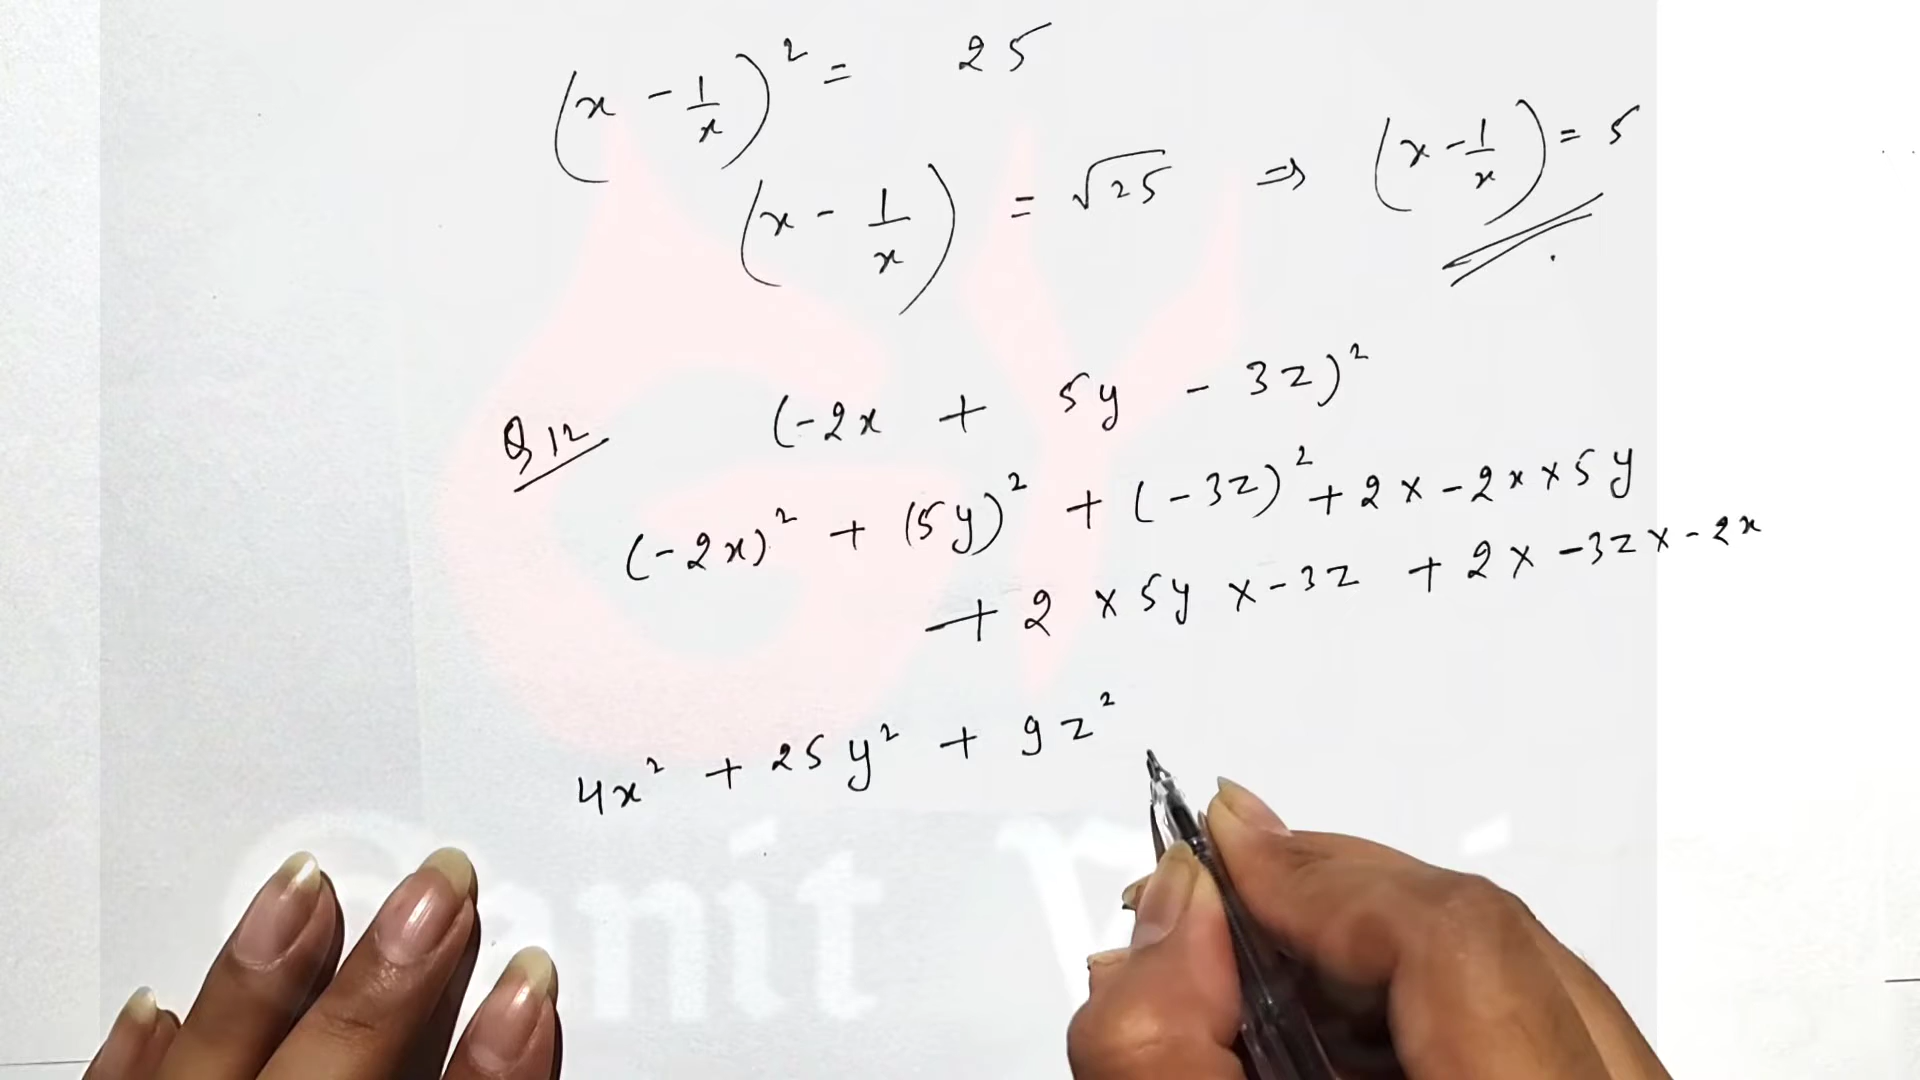 (x - 1/x)² = 25
(x - 1/x) = √25 ⇒ (x - 1/x) = 5
Q12 (-2x + 5y - 3z)²
(-2x)² + (5y)² + (-3z)² + 2 × -2x × 5y
+ 2 × 5y × -3z + 2 × -3z × -2x
4x² + 25y² + 9z²
Ganit